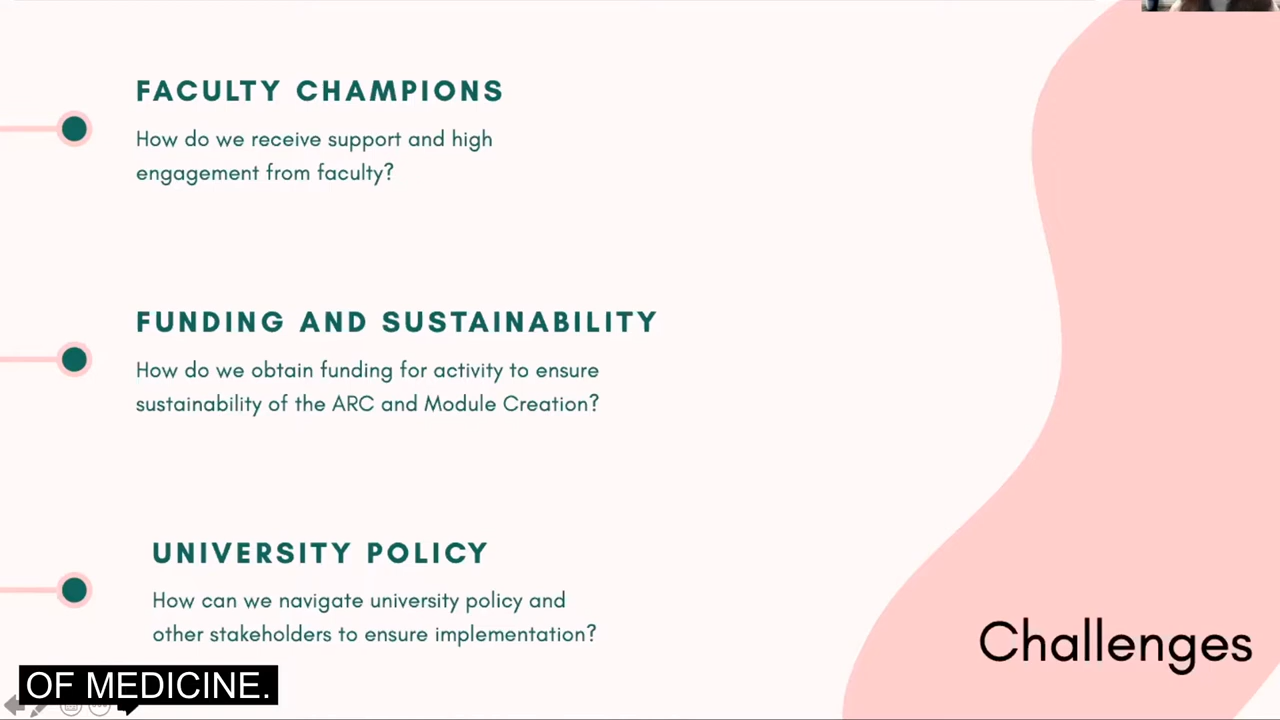 FACULTY CHAMPIONS
How do we receive support and high
engagement from faculty?
FUNDING AND SUSTAINABILITY
How do we obtain funding for activity to ensure
sustainability of the ARC and Module Creation?
UNIVERSITY POLICY
How can we navigate university policy and
other stakeholders to ensure implementation?
Challenges
OF MEDICINE.